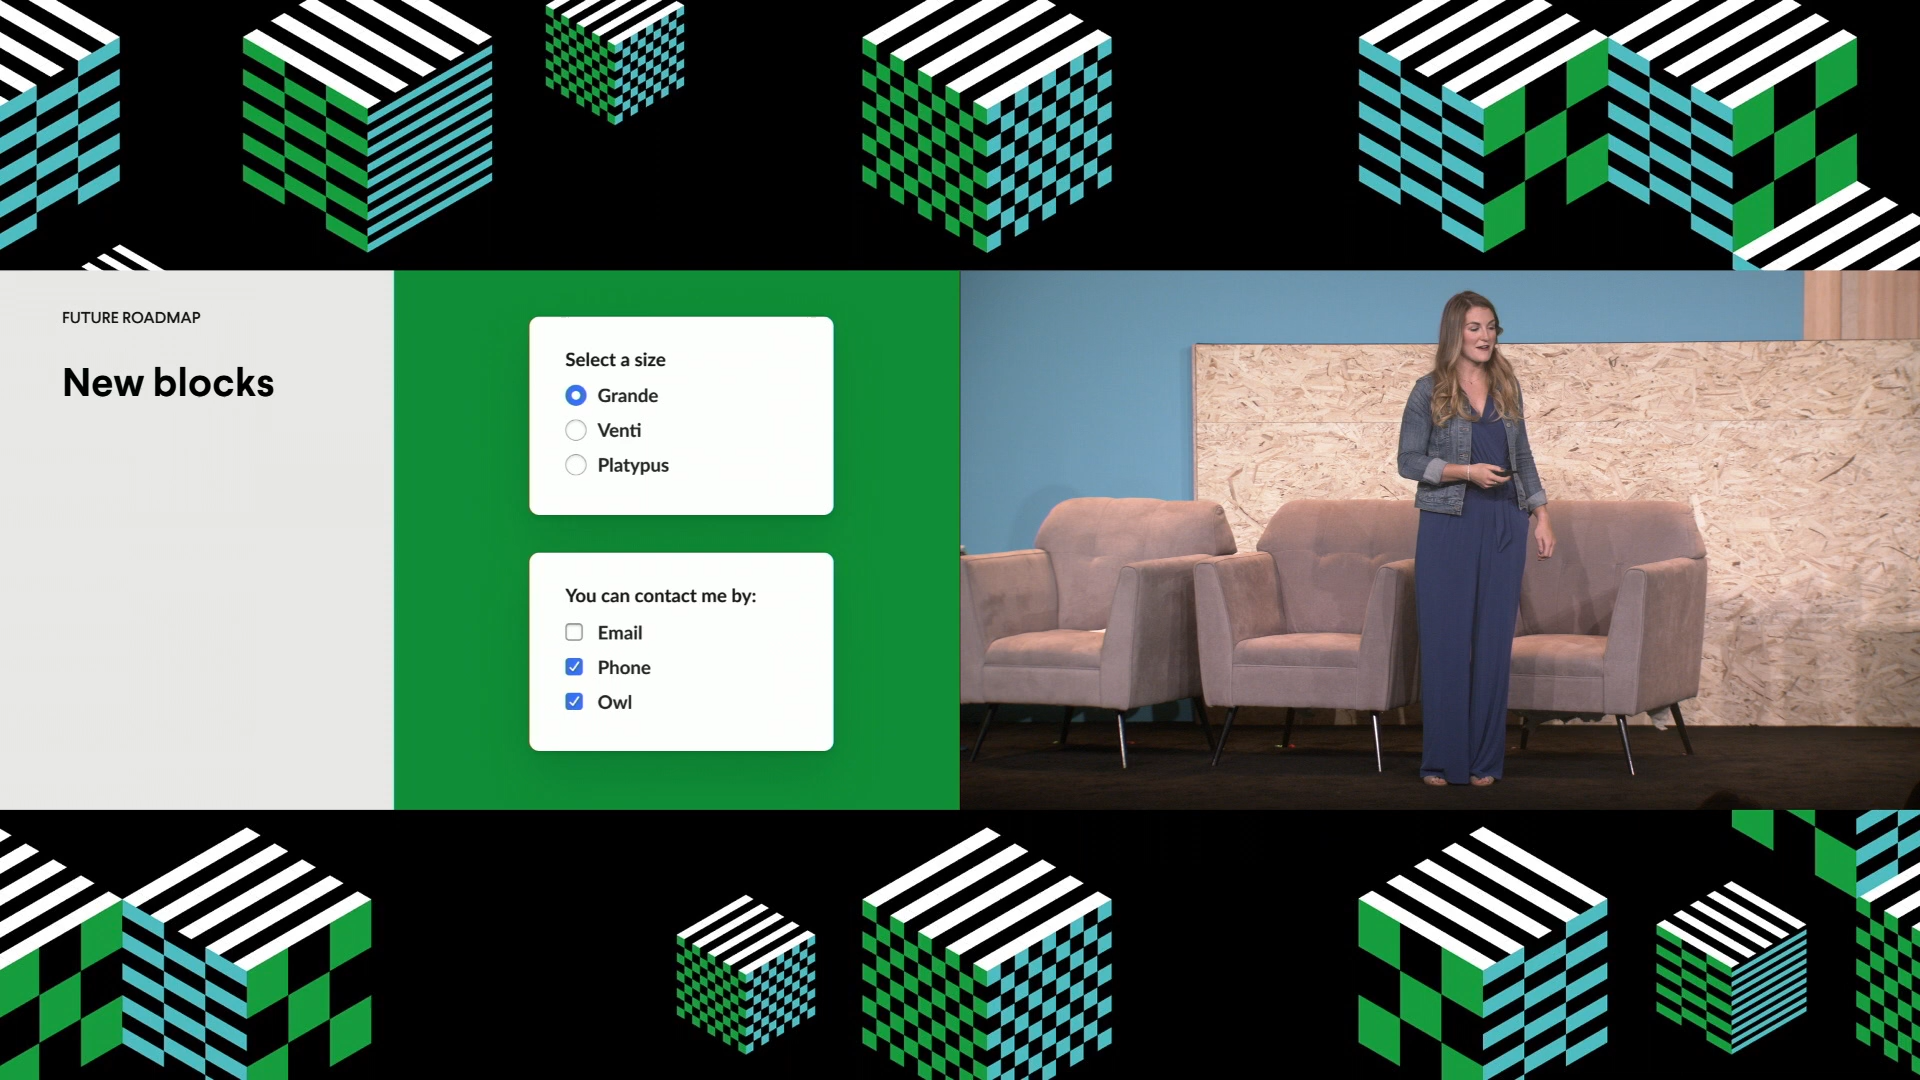 FUTURE ROADMAP
New blocks
Select a size
Grande
Venti
Platypus
You can contact me by:
Email
Phone
Owl